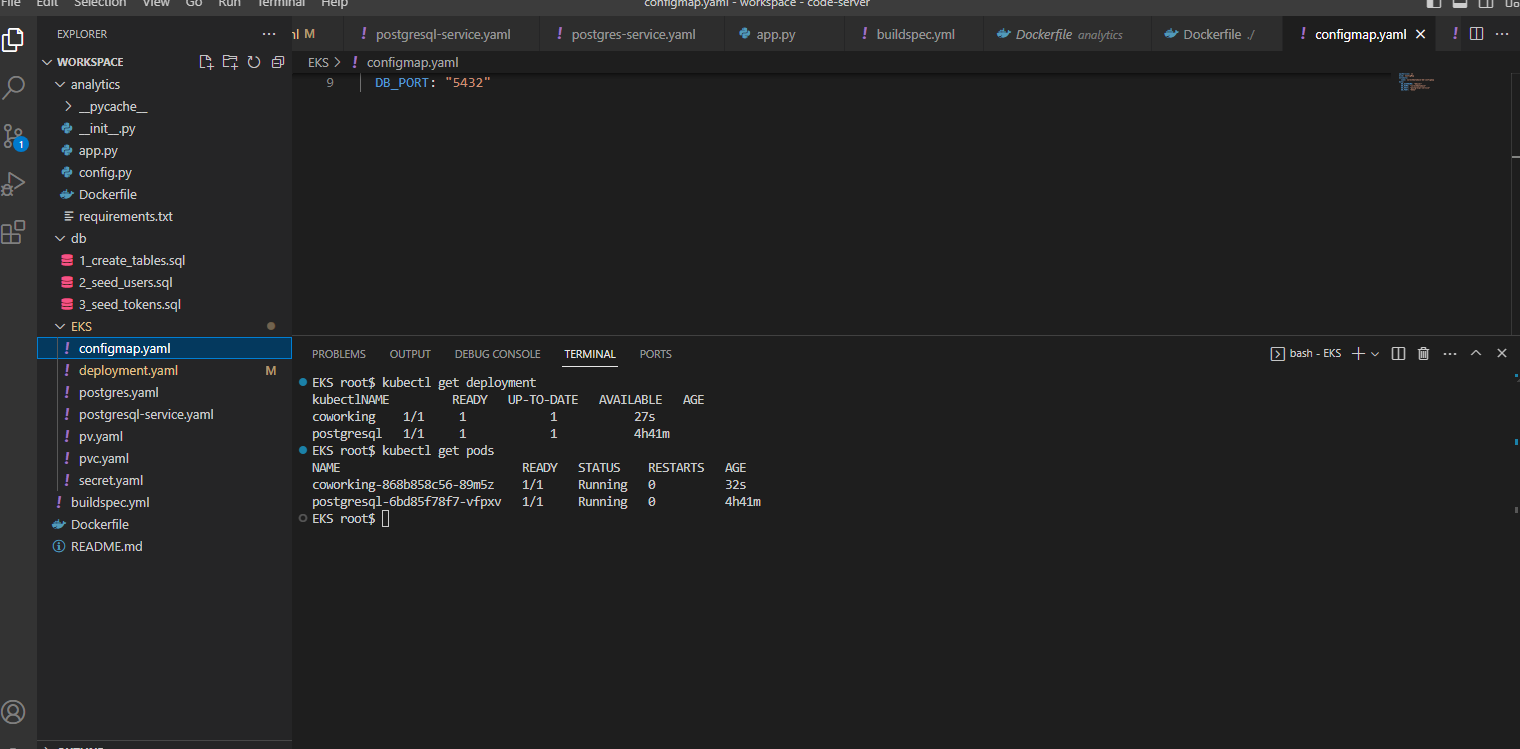 File Edit Selection View Go Run Terminal Help
configmap.yaml - workspace - code-server
EXPLORER
WORKSPACE
analytics
__pycache__
__init__.py
app.py
config.py
Dockerfile
requirements.txt
db
1_create_tables.sql
2_seed_users.sql
3_seed_tokens.sql
EKS
configmap.yaml
deployment.yaml M
postgres.yaml
postgresql-service.yaml
pv.yaml
pvc.yaml
secret.yaml
buildspec.yml
Dockerfile
README.md
OUTLINE
1
M ! postgresql-service.yaml ! postgres-service.yaml app.py ! buildspec.yml Dockerfile analytics Dockerfile ./ ! configmap.yaml
EKS > ! configmap.yaml
9 DB_PORT: "5432"
PROBLEMS OUTPUT DEBUG CONSOLE TERMINAL PORTS
bash - EKS
EKS root$ kubectl get deployment
kubectlNAME READY UP-TO-DATE AVAILABLE AGE
coworking 1/1 1 1 27s
postgresql 1/1 1 1 4h41m
EKS root$ kubectl get pods
NAME READY STATUS RESTARTS AGE
coworking-868b858c56-89m5z 1/1 Running 0 32s
postgresql-6bd85f78f7-vfpxv 1/1 Running 0 4h41m
EKS root$